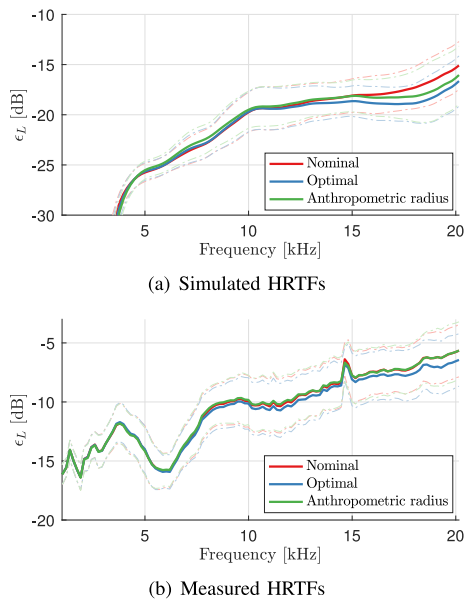 -10
-15
-20
-25
-30
ϵL [dB]
Nominal
Optimal
Anthropometric radius
5
10
15
20
Frequency [kHz]
(a) Simulated HRTFs
-5
-10
-15
-20
ϵL [dB]
Nominal
Optimal
Anthropometric radius
5
10
15
20
Frequency [kHz]
(b) Measured HRTFs